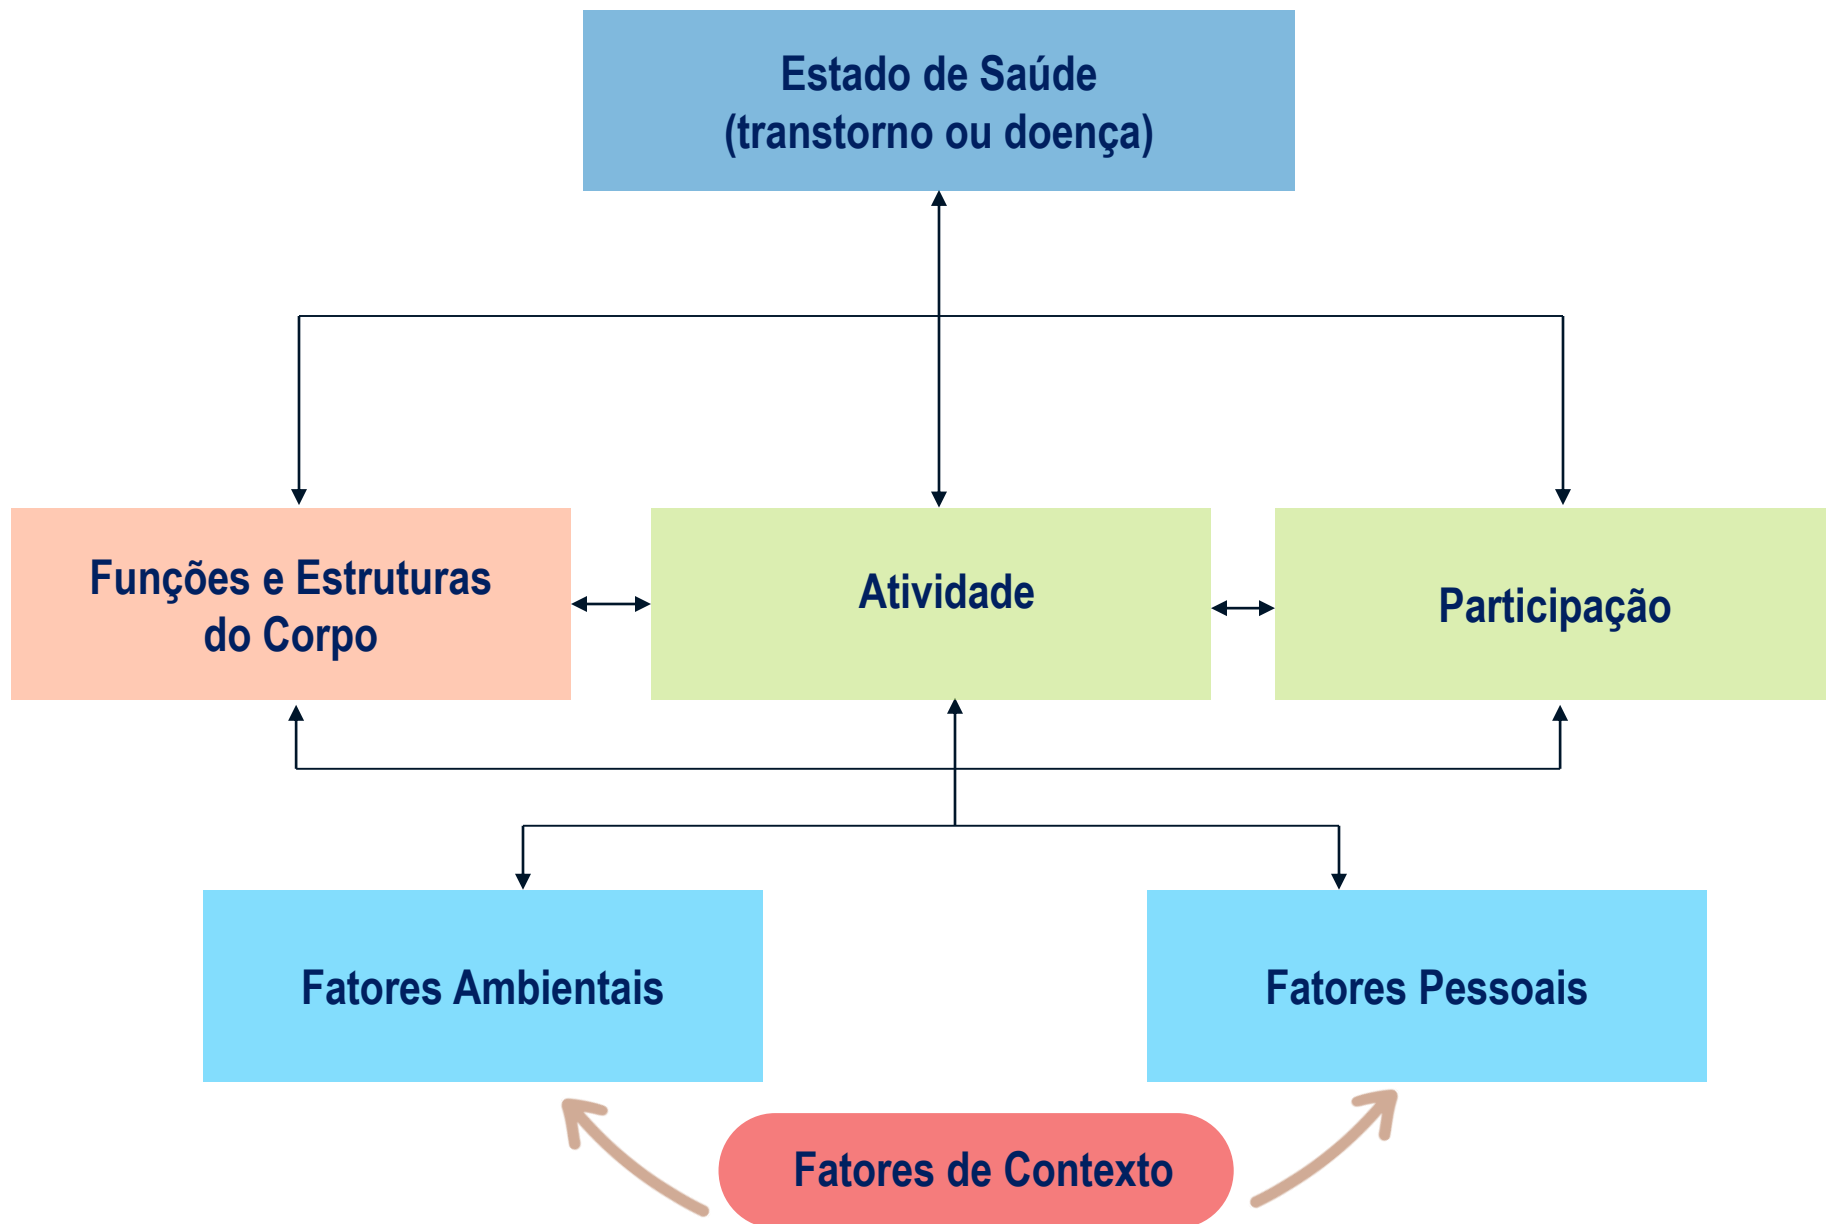 Estado de Saúde
(transtorno ou doença)
Funções e Estruturas
do Corpo
Atividade
Participação
Fatores Ambientais
Fatores Pessoais
Fatores de Contexto